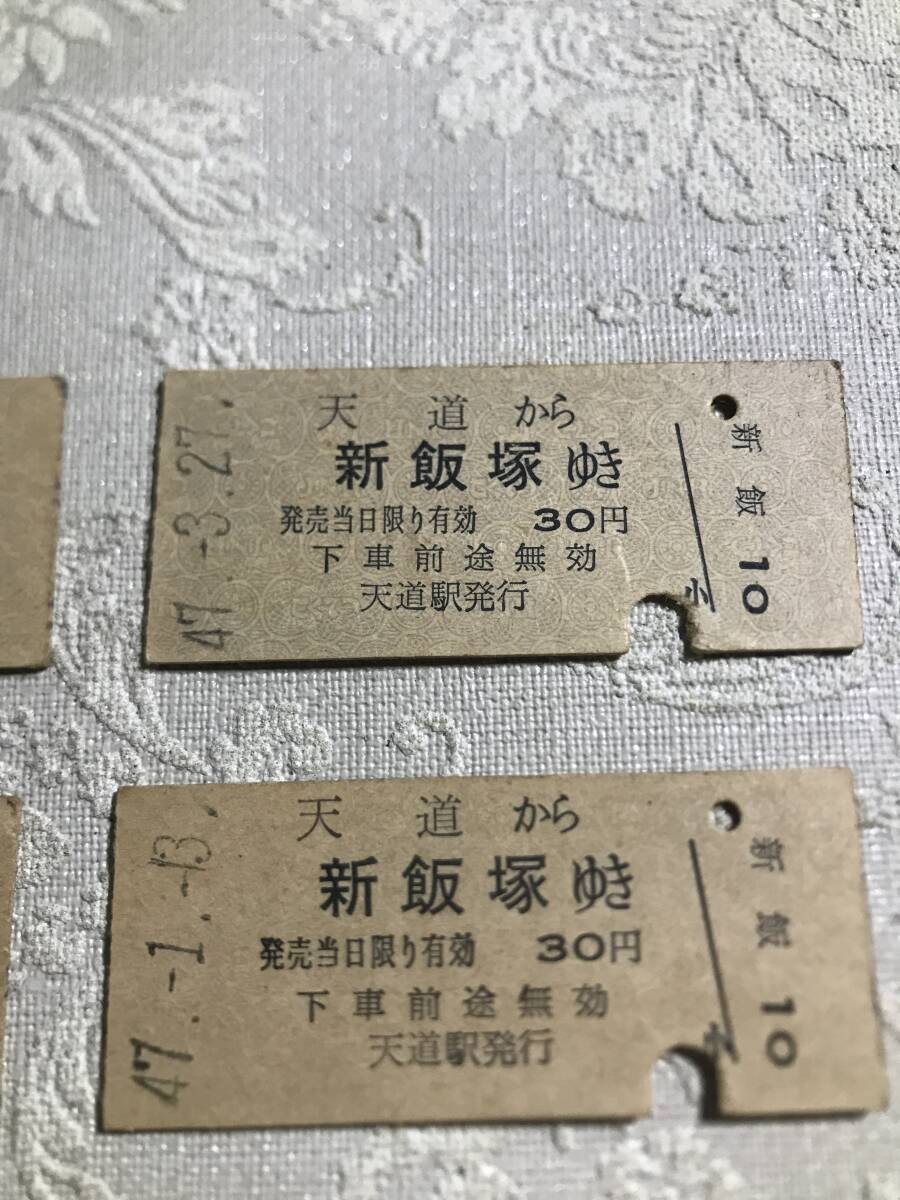 47.-3.27.
天道から
新飯塚ゆき
発売当日限り有効 30円
下車前途無効
天道駅発行
新飯 10
47.-1.-3.
天道から
新飯塚ゆき
発売当日限り有効 30円
下車前途無効
天道駅発行
新飯 10